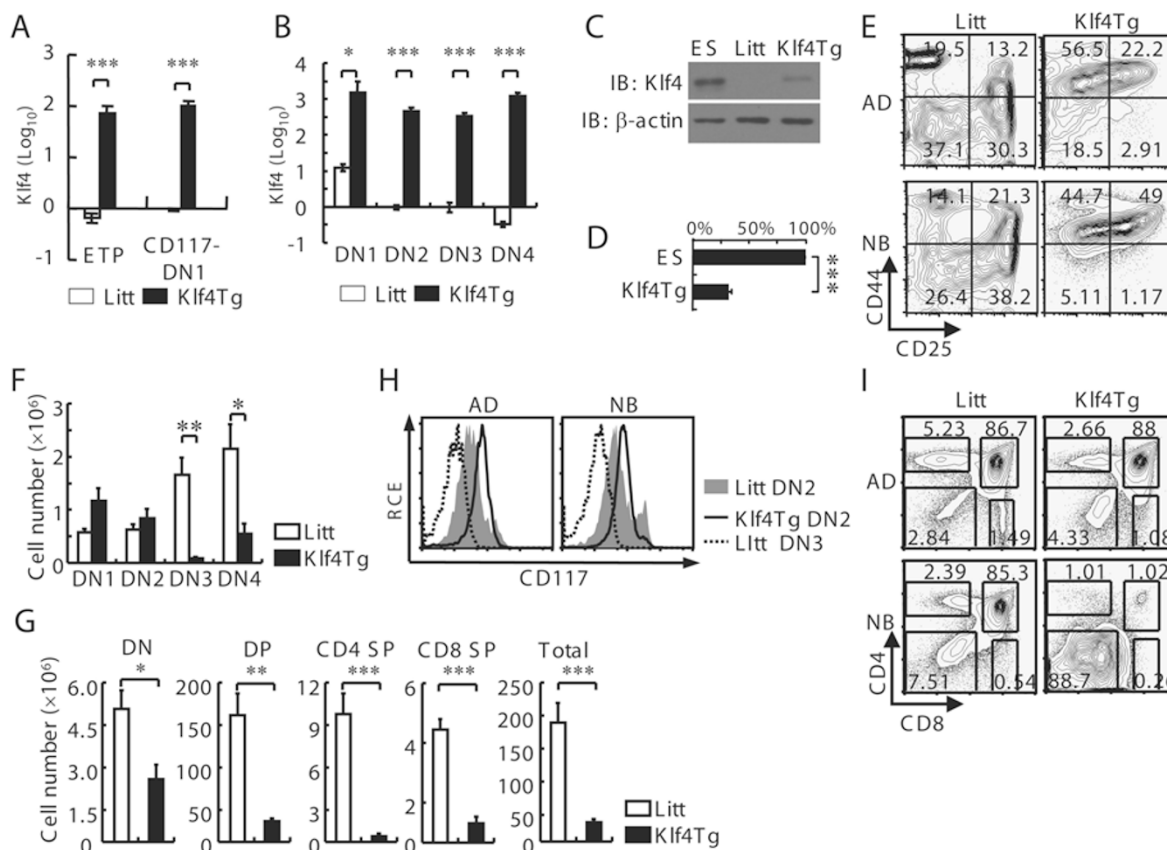 A
***
***
Klf4 (Log10)
3
2
1
0
-1
ETP
CD117-
DN1
Litt
Klf4Tg
B
*
***
***
***
Klf4 (Log10)
4
3
2
1
0
-1
DN1 DN2 DN3 DN4
Litt
Klf4Tg
C
ES Litt Klf4Tg
IB: Klf4
IB: β-actin
D
0% 100%
ES
Klf4Tg
***
E
Litt Klf4Tg
AD
19.5 13.2
37.1 30.3
56.5 22.2
18.5 2.91
NB
14.1 21.3
26.4 38.2
44.7 49
5.11 1.17
CD44
CD25
F
Cell number (×10⁶)
3
2
1
0
**
*
DN1 DN2 DN3 DN4
Litt
Klf4Tg
G
Cell number (×10⁶)
DN
*
6.0
4.5
3.0
1.5
0
DP
**
200
150
100
50
0
CD4 SP
***
12
9
6
3
0
CD8 SP
***
6
4
2
0
Total
***
250
200
150
100
50
0
Litt
Klf4Tg
H
AD NB
RCE
CD117
Litt DN2
Klf4Tg DN2
LItt DN3
I
Litt Klf4Tg
AD
5.23 86.7
2.84 1.49
2.66 88
4.33 1.08
NB
2.39 85.3
7.51 0.54
1.01 1.02
88.7
CD4
CD8